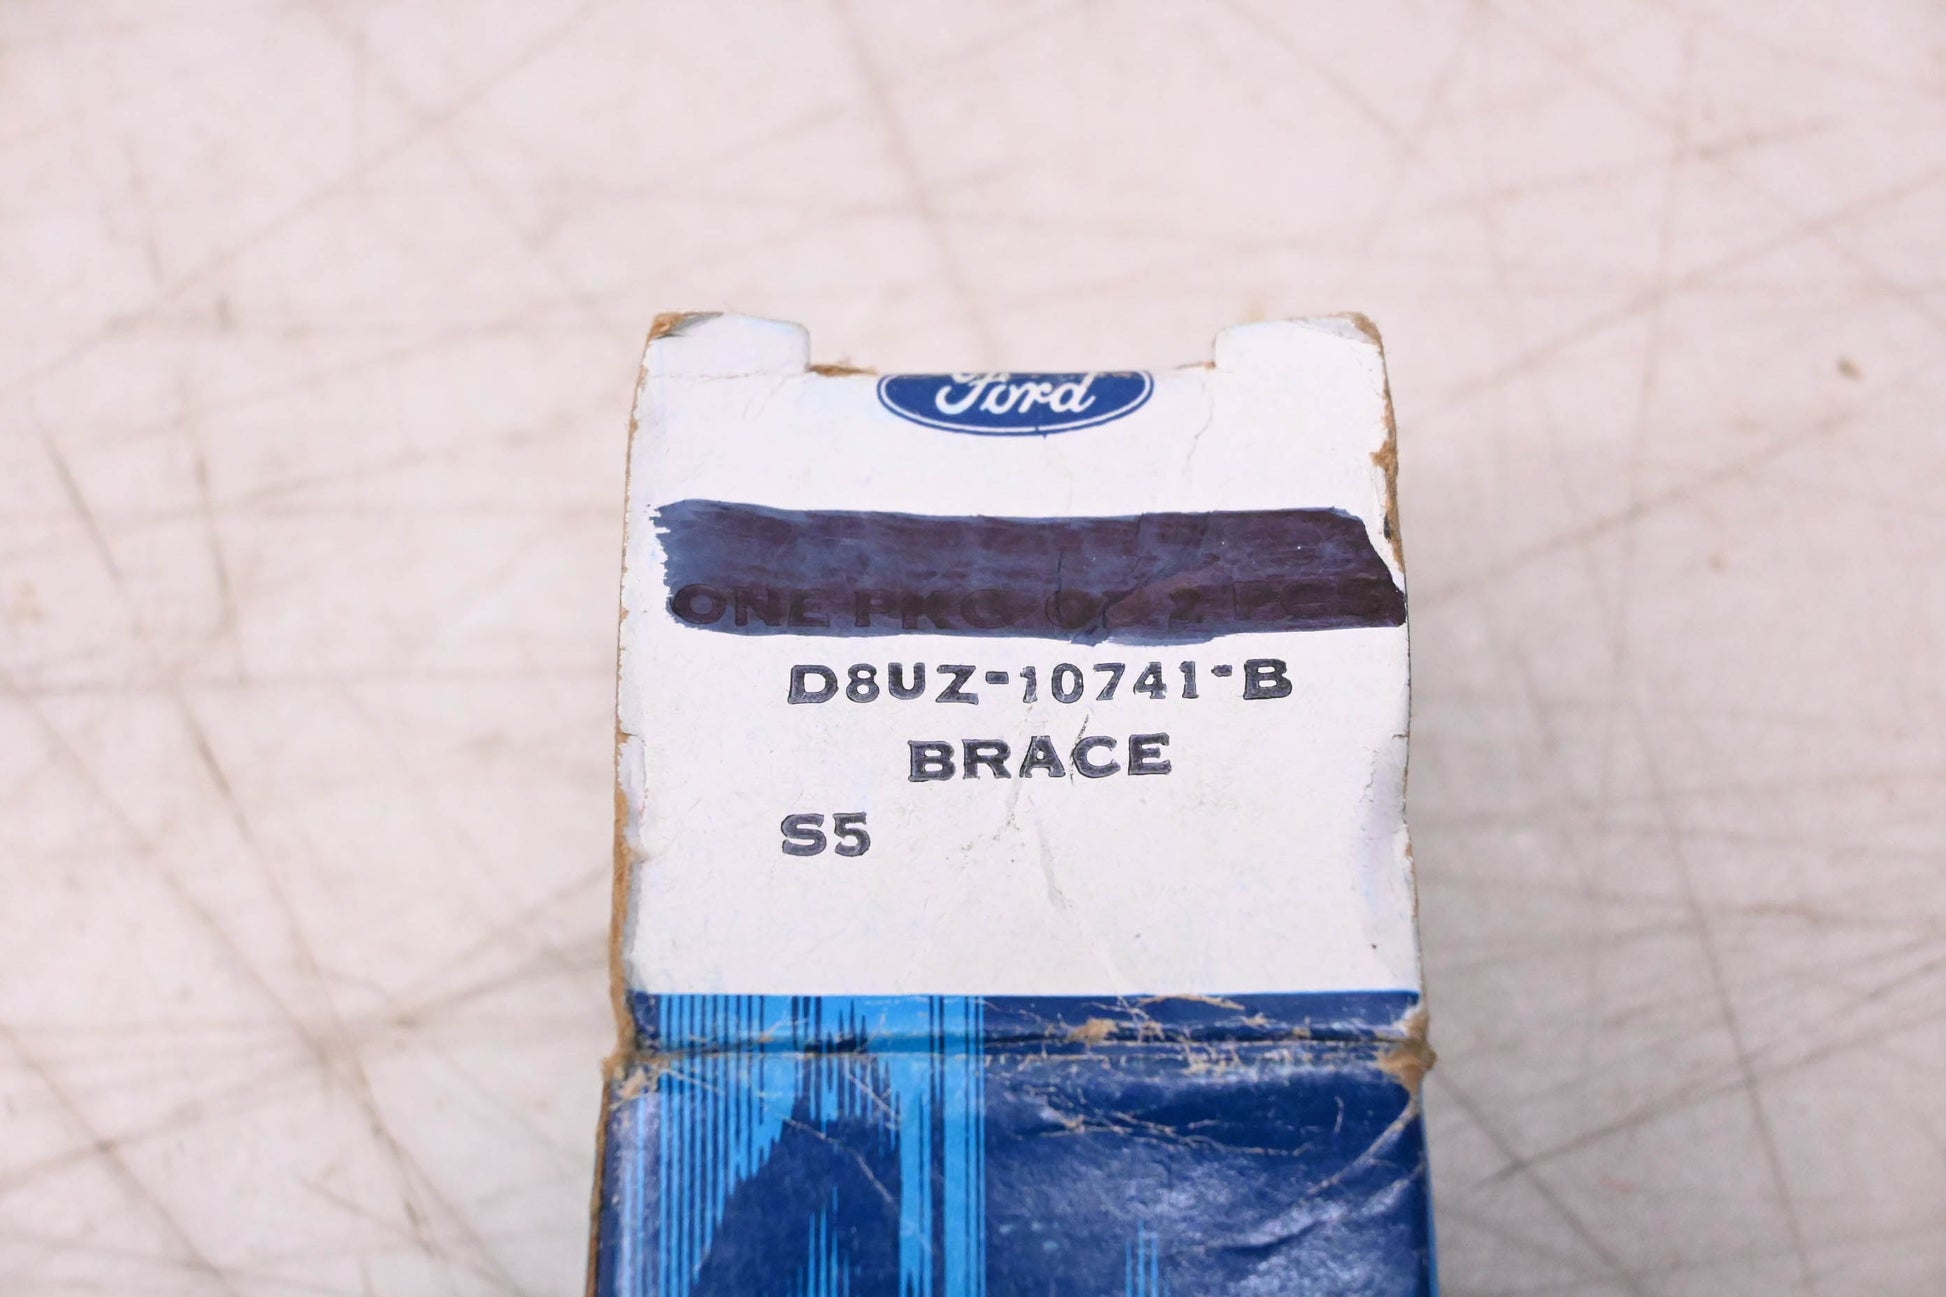 Ford
ONE PKG OF 2 PCS
D8UZ-10741-B
BRACE
S5